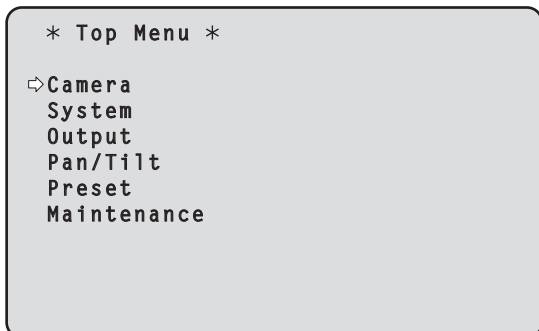 * Top Menu *
⇨Camera
System
Output
Pan/Tilt
Preset
Maintenance